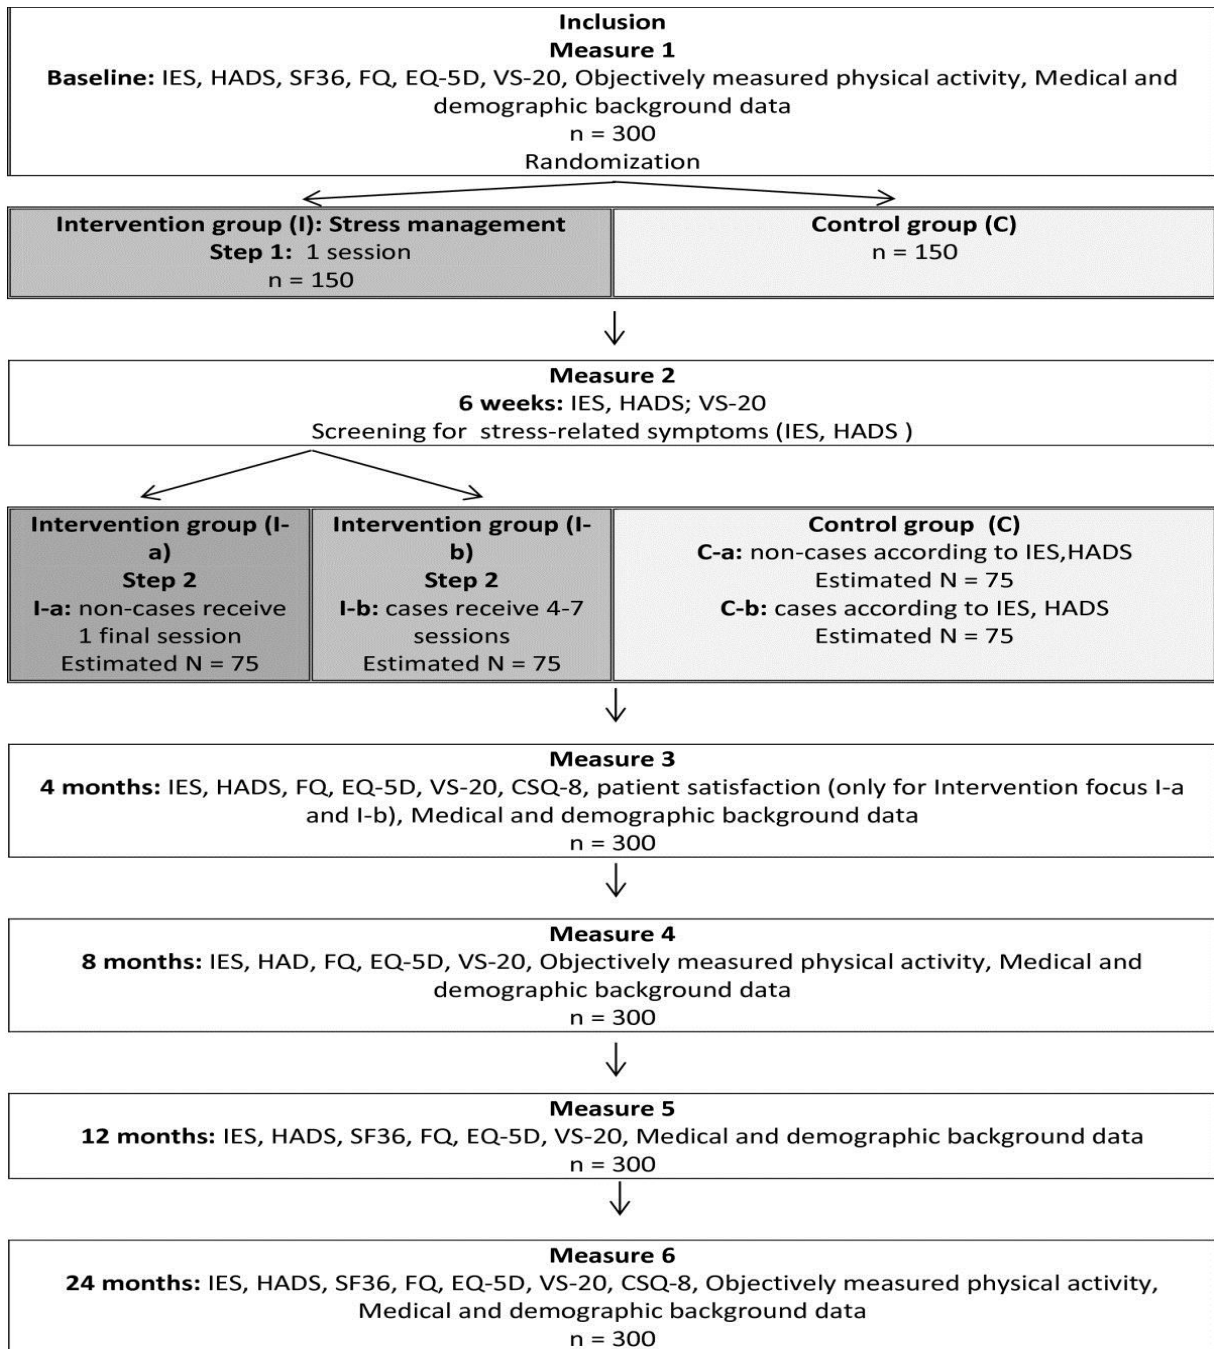 Inclusion
Measure 1
Baseline: IES, HADS, SF36, FQ, EQ-5D, VS-20, Objectively measured physical activity, Medical and
demographic background data
n = 300
Randomization
Intervention group (I): Stress management
Step 1: 1 session
n = 150
Control group (C)
n = 150
Measure 2
6 weeks: IES, HADS; VS-20
Screening for stress-related symptoms (IES, HADS )
Intervention group (I-
a)
Step 2
I-a: non-cases receive
1 final session
Estimated N = 75
Intervention group (I-
b)
Step 2
I-b: cases receive 4-7
sessions
Estimated N = 75
Control group (C)
C-a: non-cases according to IES,HADS
Estimated N = 75
C-b: cases according to IES, HADS
Estimated N = 75
Measure 3
4 months: IES, HADS, FQ, EQ-5D, VS-20, CSQ-8, patient satisfaction (only for Intervention focus I-a
and I-b), Medical and demographic background data
n = 300
Measure 4
8 months: IES, HAD, FQ, EQ-5D, VS-20, Objectively measured physical activity, Medical and
demographic background data
n = 300
Measure 5
12 months: IES, HADS, SF36, FQ, EQ-5D, VS-20, Medical and demographic background data
n = 300
Measure 6
24 months: IES, HADS, SF36, FQ, EQ-5D, VS-20, CSQ-8, Objectively measured physical activity,
Medical and demographic background data
n = 300